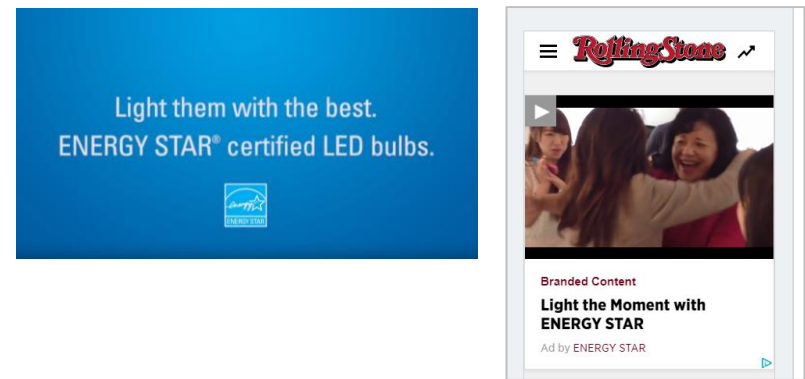 Light them with the best.
ENERGY STAR® certified LED bulbs.
energy
ENERGY STAR
RollingStone
Branded Content
Light the Moment with
ENERGY STAR
Ad by ENERGY STAR